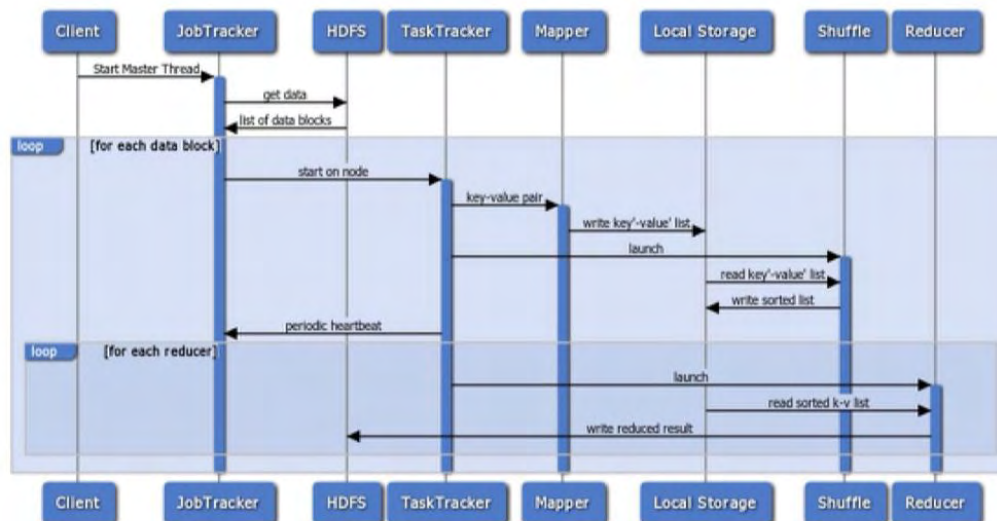 Client JobTracker HDFS TaskTracker Mapper Local Storage Shuffle Reducer
Start Master Thread
get data
list of data blocks
loop [for each data block]
start on node
key-value pair
write key'-value' list
launch
read key'-value' list
write sorted list
periodic heartbeat
loop [for each reducer]
launch
read sorted k-v list
write reduced result
Client JobTracker HDFS TaskTracker Mapper Local Storage Shuffle Reducer